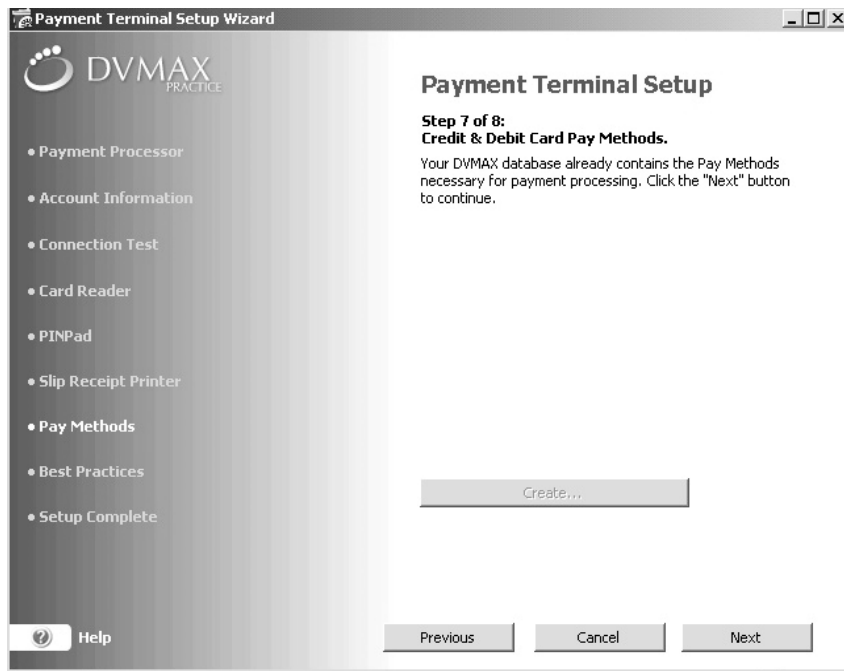 Payment Terminal Setup Wizard
DVMAX
PRACTICE
• Payment Processor
• Account Information
• Connection Test
• Card Reader
• PINPad
• Slip Receipt Printer
• Pay Methods
• Best Practices
• Setup Complete
? Help
Payment Terminal Setup
Step 7 of 8:
Credit & Debit Card Pay Methods.
Your DVMAX database already contains the Pay Methods
necessary for payment processing. Click the "Next" button
to continue.
Create...
Previous Cancel Next